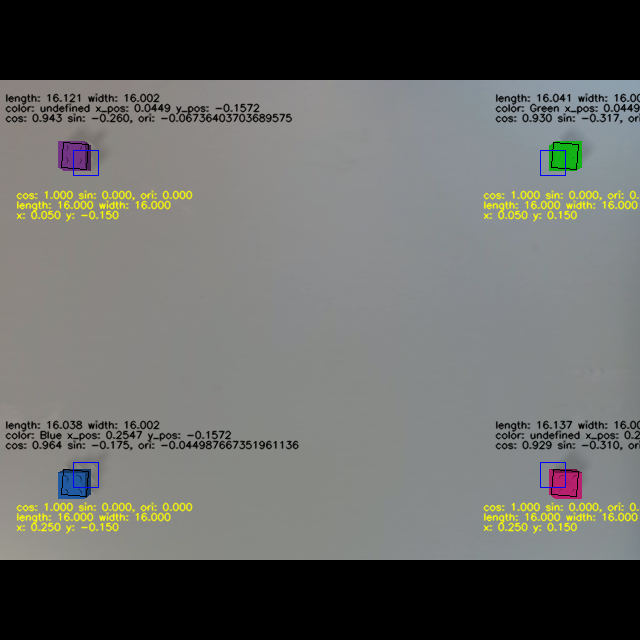 length: 16.121 width: 16.002
color: undefined x_pos: 0.0449 y_pos: -0.1572
cos: 0.943 sin: -0.260, ori: -0.06736403703689575
length: 16.041 width: 16.00
color: Green x_pos: 0.0449
cos: 0.930 sin: -0.317, ori
cos: 1.000 sin: 0.000, ori: 0.000
length: 16.000 width: 16.000
x: 0.050 y: -0.150
cos: 1.000 sin: 0.000, ori: 0.
length: 16.000 width: 16.000
x: 0.050 y: 0.150
length: 16.038 width: 16.002
color: Blue x_pos: 0.2547 y_pos: -0.1572
cos: 0.964 sin: -0.175, ori: -0.044987667351961136
length: 16.137 width: 16.00
color: undefined x_pos: 0.2
cos: 0.929 sin: -0.310, ori
cos: 1.000 sin: 0.000, ori: 0.000
length: 16.000 width: 16.000
x: 0.250 y: -0.150
cos: 1.000 sin: 0.000, ori: 0.
length: 16.000 width: 16.000
x: 0.250 y: 0.150